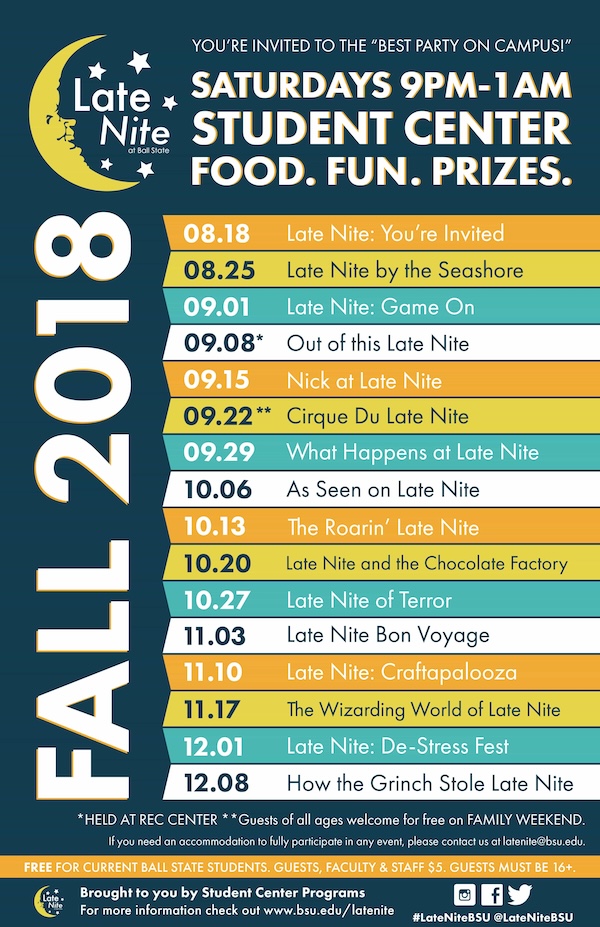 YOU'RE INVITED TO THE “BEST PARTY ON CAMPUS!”
Late
Nite
at Ball State
SATURDAYS 9PM-1AM
STUDENT CENTER
FOOD. FUN. PRIZES.
FALL 2018
08.18 Late Nite: You're Invited
08.25 Late Nite by the Seashore
09.01 Late Nite: Game On
09.08* Out of this Late Nite
09.15 Nick at Late Nite
09.22** Cirque Du Late Nite
09.29 What Happens at Late Nite
10.06 As Seen on Late Nite
10.13 The Roarin' Late Nite
10.20 Late Nite and the Chocolate Factory
10.27 Late Nite of Terror
11.03 Late Nite Bon Voyage
11.10 Late Nite: Craftapalooza
11.17 The Wizarding World of Late Nite
12.01 Late Nite: De-Stress Fest
12.08 How the Grinch Stole Late Nite
*HELD AT REC CENTER **Guests of all ages welcome for free on FAMILY WEEKEND.
If you need an accommodation to fully participate in any event, please contact us at latenite@bsu.edu.
FREE FOR CURRENT BALL STATE STUDENTS. GUESTS, FACULTY & STAFF $5. GUESTS MUST BE 16+.
Late
Nite
Brought to you by Student Center Programs
For more information check out www.bsu.edu/latenite
#LateNiteBSU @LateNiteBSU